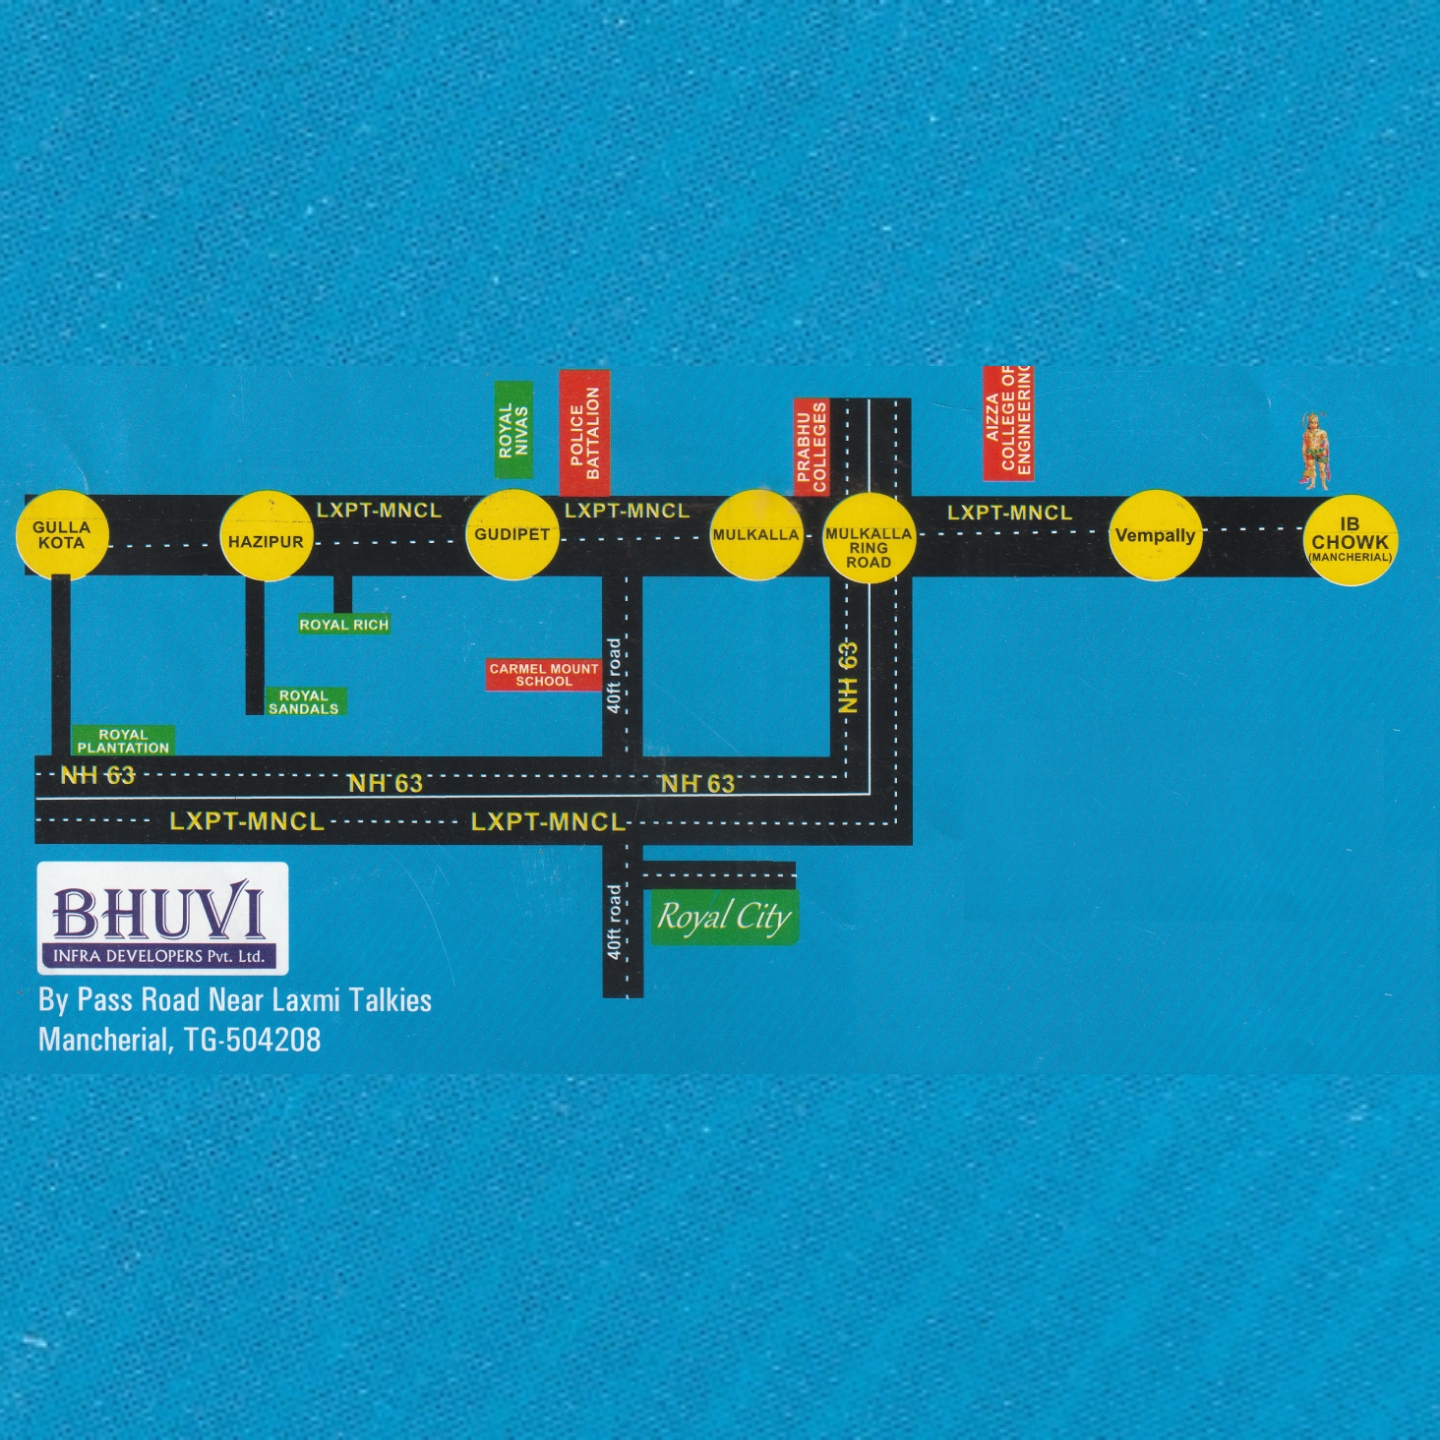 ROYAL
NIVAS
POLICE
BATTALION
PRABHU
COLLEGES
AIZZA
COLLEGE OF
ENGINEERING
GULLA
KOTA
HAZIPUR
LXPT-MNCL
GUDIPET
LXPT-MNCL
MULKALLA
MULKALLA
RING
ROAD
LXPT-MNCL
Vempally
IB
CHOWK
(MANCHERIAL)
ROYAL RICH
CARMEL MOUNT
SCHOOL
40ft road
NH 63
ROYAL
SANDALS
ROYAL
PLANTATION
NH 63
NH 63
NH 63
LXPT-MNCL
LXPT-MNCL
40ft road
Royal City
BHUVI
INFRA DEVELOPERS Pvt. Ltd.
By Pass Road Near Laxmi Talkies
Mancherial, TG-504208